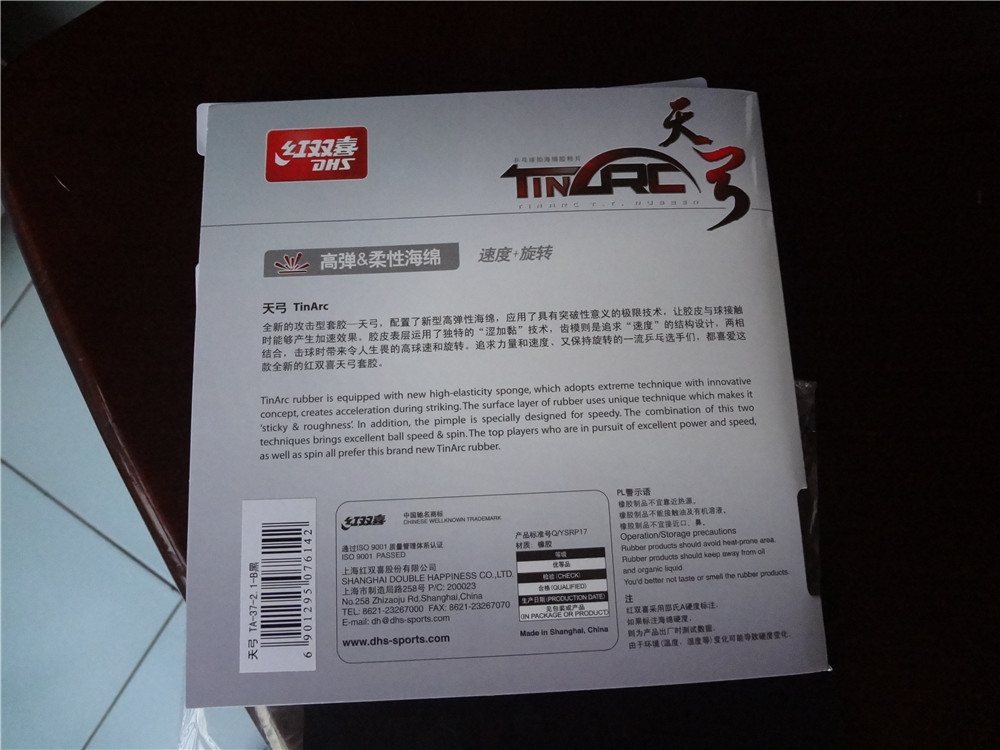 红双喜
DHS
天弓
乒乓球拍海绵胶粒片
TINARC
高弹&柔性海绵
速度+旋转
天弓 TinArc
全新的攻击型套胶—天弓，配置了新型高弹性海绵，应用了具有突破性意义的极限技术，让胶皮与球接触
时能够产生加速效果。胶皮表层运用了独特的“涩加黏”技术，齿模则是追求“速度”的结构设计，两相
结合，击球时带来令人生畏的高球速和旋转。追求力量和速度、又保持旋转的一流乒乓选手们，都喜爱这
款全新的红双喜天弓套胶。
TinArc rubber is equipped with new high-elasticity sponge, which adopts extreme technique with innovative
concept, creates acceleration during striking. The surface layer of rubber uses unique technique which makes it
'sticky & roughness'. In addition, the pimple is specially designed for speedy. The combination of this two
techniques brings excellent ball speed & spin. The top players who are in pursuit of excellent power and speed,
as well as spin all prefer this brand new TinArc rubber.
天弓 TA-37-2.1-B黑
6901295076142
红双喜
中国驰名商标
CHINESE WELLKNOWN TRADEMARK
通过ISO 9001 质量管理体系认证
ISO 9001 PASSED
上海红双喜股份有限公司
SHANGHAI DOUBLE HAPPINESS CO.,LTD.
上海市制造局路258号 P/C: 200023
No.258 Zhizaoju Rd.Shanghai,China
TEL: 8621-23267000 FAX: 8621-23267070
E-mail: dh@dhs-sports.com
www.dhs-sports.com
产品标准号Q/YSRP17
材质：橡胶
等级
优等品
检验(CHECK)
合格(QUALIFIED)
生产日期(PRODUCTION DATE)
见包装或产品
(IN PACKAGE OR PRODUCT)
Made in Shanghai, China
PL警示语
橡胶制品不宜靠近热源。
橡胶制品不能接触油及有机溶液。
橡胶制品不宜接近口、鼻。
Operation/Storage precautions
Rubber products should avoid heat-prone area.
Rubber products should keep away from oil
and organic liquid.
You'd better not taste or smell the rubber products.
注
红双喜采用邵氏A硬度标注.
如果标注海绵硬度.
则为产品出厂时测试数据.
由于环境(温度、湿度等)变化可能导致硬度变化.